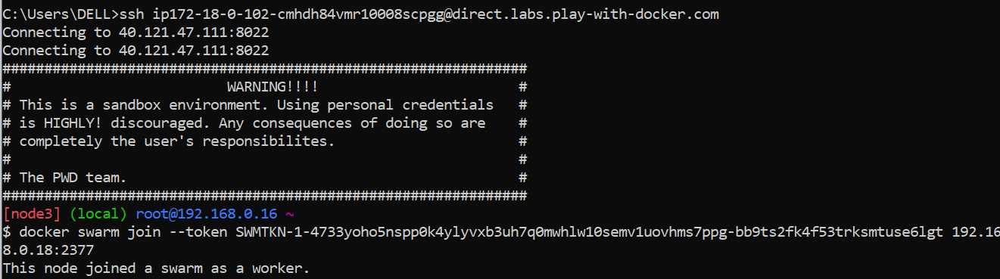 C:\Users\DELL>ssh ip172-18-0-102-cmhdh84vmr10008scpgg@direct.labs.play-with-docker.com
Connecting to 40.121.47.111:8022
Connecting to 40.121.47.111:8022
###############################################################
#                          WARNING!!!!                        #
# This is a sandbox environment. Using personal credentials   #
# is HIGHLY! discouraged. Any consequences of doing so are    #
# completely the user's responsibilites.                      #
#                                                             #
# The PWD team.                                               #
###############################################################
[node3] (local) root@192.168.0.16 ~
$ docker swarm join --token SWMTKN-1-4733yoho5nspp0k4ylyvxb3uh7q0mwhlw10semv1uovhms7ppg-bb9ts2fk4f53trksmtuse6lgt 192.16
8.0.18:2377
This node joined a swarm as a worker.